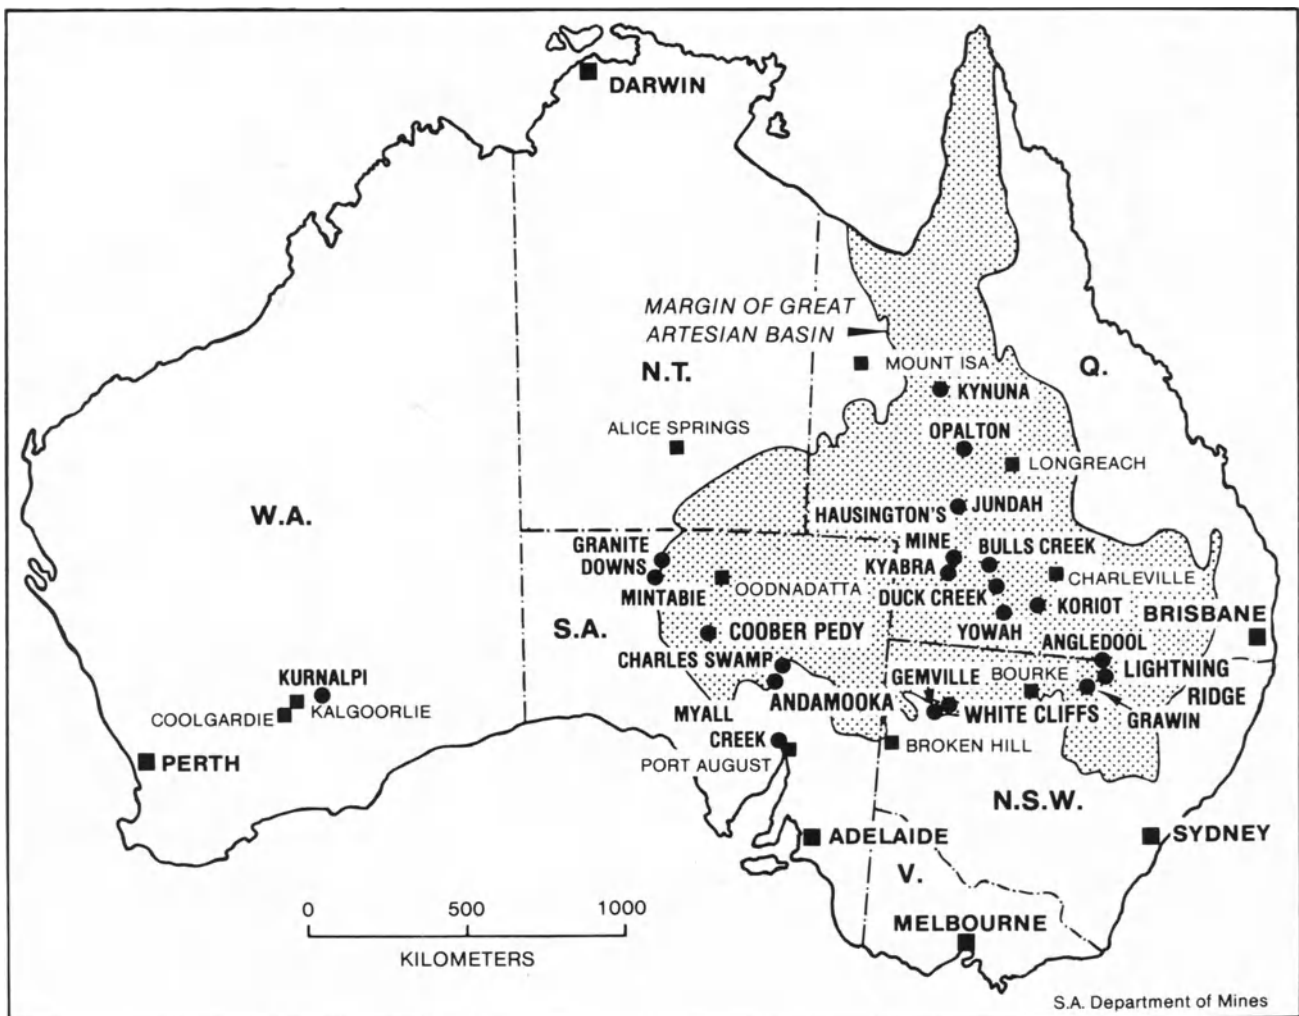 DARWIN
MARGIN OF GREAT
ARTESIAN BASIN
MOUNT ISA
N.T.
Q.
KYNUNA
OPALTON
ALICE SPRINGS
LONGREACH
W.A.
JUNDAH
HAUSINGTON'S
MINE
GRANITE
DOWNS
BULLS CREEK
KYABRA
CHARLEVILLE
MINTABIE
OODNADATTA
DUCK CREEK
KORIOT
BRISBANE
S.A.
COOBER PEDY
YOWAH
ANGLEDOOL
CHARLES SWAMP
LIGHTNING
RIDGE
KURNALPI
GEMVILLE
BOURKE
KALGOORLIE
COOLGARDIE
ANDAMOOKA
WHITE CLIFFS
GRAWIN
MYALL
CREEK
PORT AUGUST
BROKEN HILL
PERTH
N.S.W.
ADELAIDE
SYDNEY
V.
0 500 1000
KILOMETERS
MELBOURNE
S.A. Department of Mines